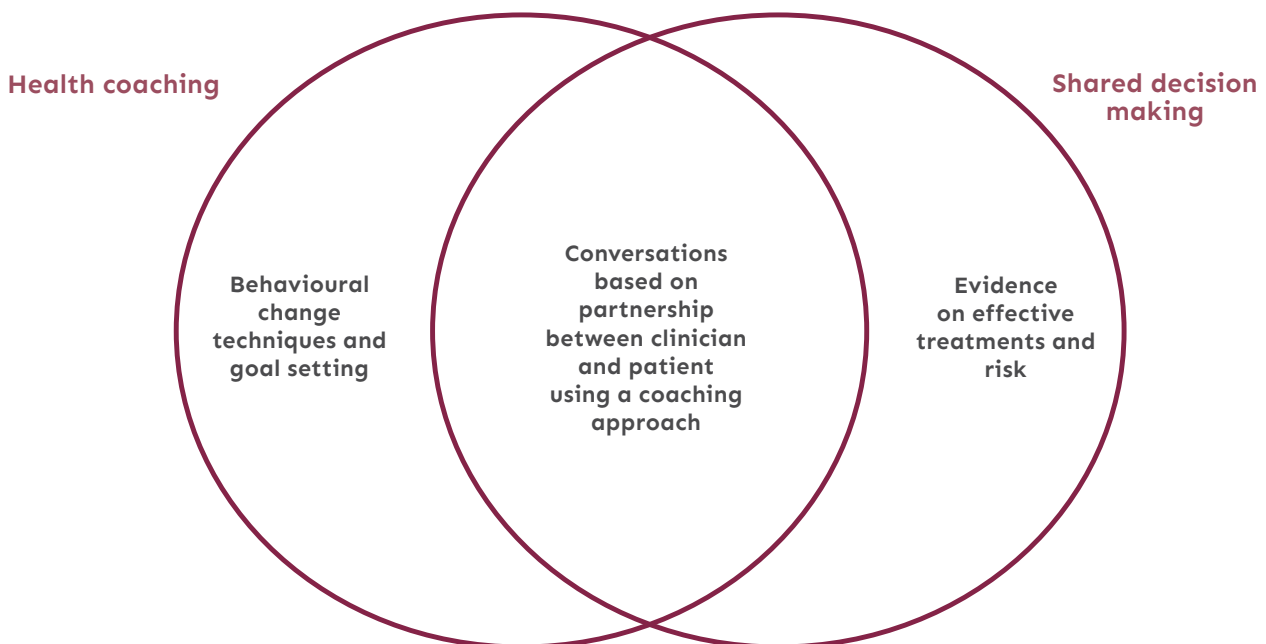 Health coaching
Shared decision
making
Behavioural
change
techniques and
goal setting
Conversations
based on
partnership
between clinician
and patient
using a coaching
approach
Evidence
on effective
treatments and
risk